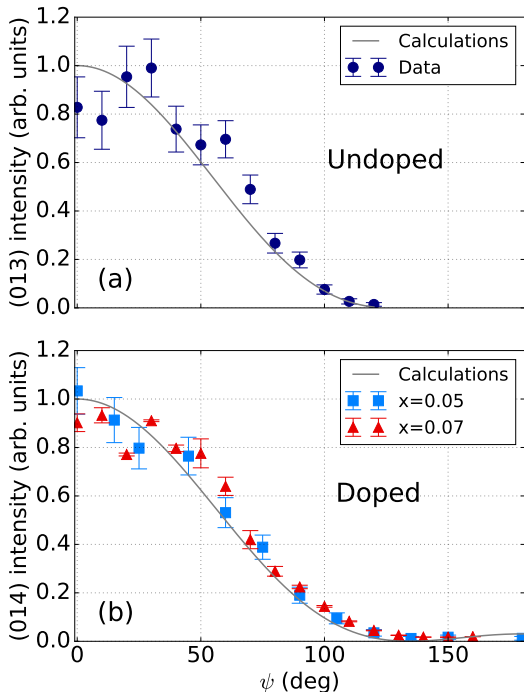 1.2
1.0
0.8
0.6
0.4
0.2
0.0
(013) intensity (arb. units)
Calculations
Data
Undoped
(a)
1.2
1.0
0.8
0.6
0.4
0.2
0.0
(014) intensity (arb. units)
Calculations
x=0.05
x=0.07
Doped
(b)
0 50 100 150
ψ (deg)